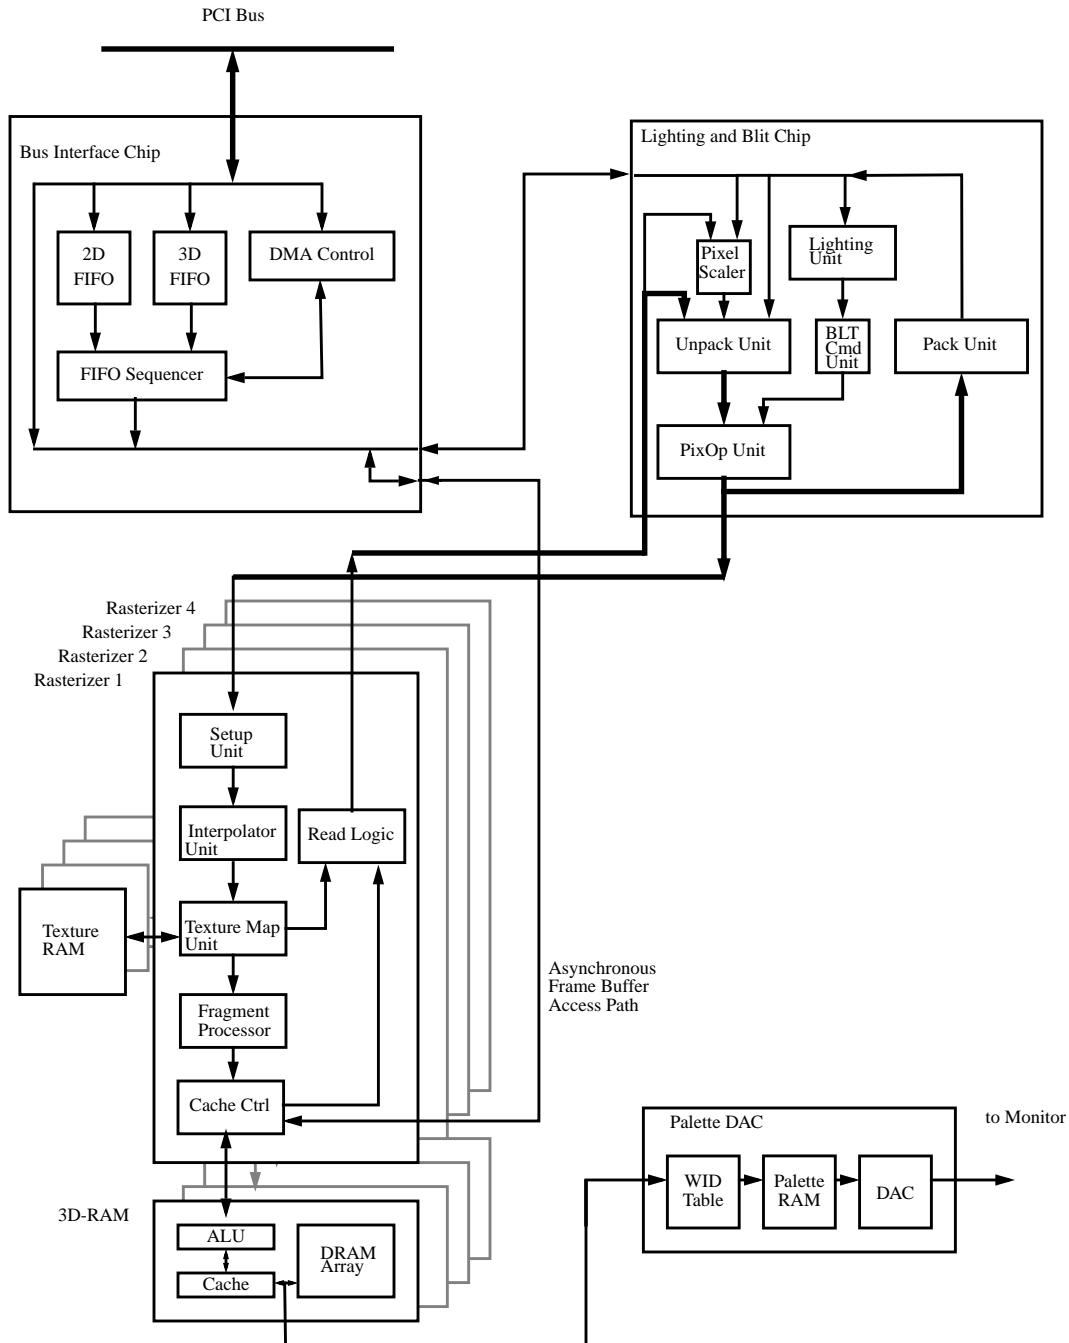 PCI Bus
Bus Interface Chip
2D
FIFO
3D
FIFO
DMA Control
FIFO Sequencer
Lighting and Blit Chip
Pixel
Scaler
Lighting
Unit
Unpack Unit
BLT
Cmd
Unit
Pack Unit
PixOp Unit
Rasterizer 4
Rasterizer 3
Rasterizer 2
Rasterizer 1
Setup
Unit
Interpolator
Unit
Read Logic
Texture
RAM
Texture Map
Unit
Fragment
Processor
Cache Ctrl
Asynchronous
Frame Buffer
Access Path
3D-RAM
ALU
Cache
DRAM
Array
Palette DAC
WID
Table
Palette
RAM
DAC
to Monitor